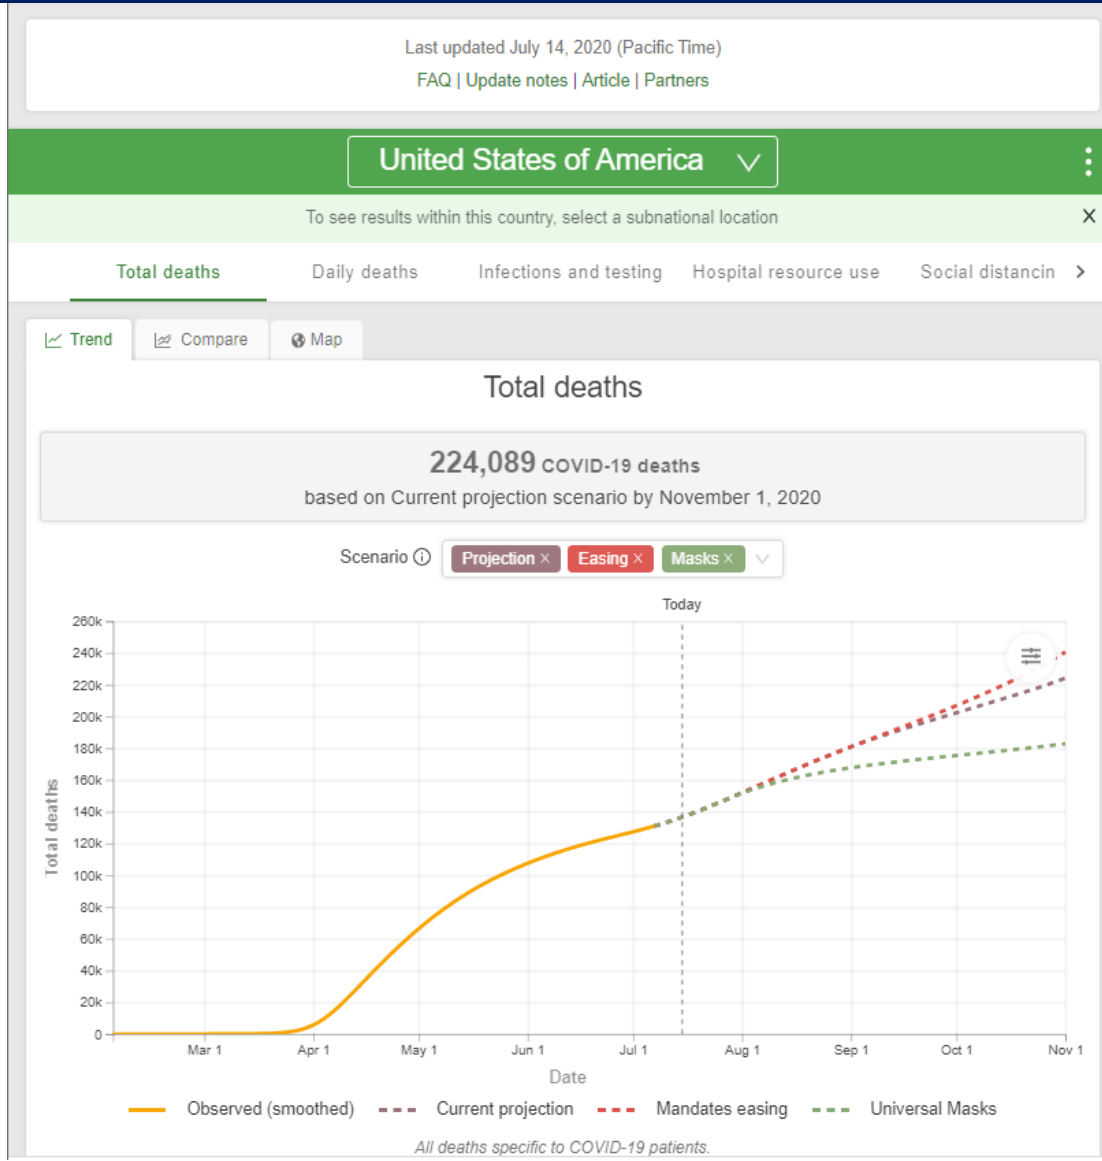 Last updated July 14, 2020 (Pacific Time)
FAQ | Update notes | Article | Partners
United States of America
To see results within this country, select a subnational location X
Total deaths Daily deaths Infections and testing Hospital resource use Social distancin
Trend Compare Map
Total deaths
224,089 COVID-19 deaths
based on Current projection scenario by November 1, 2020
Scenario Projection × Easing × Masks ×
Today
260k
240k
220k
200k
180k
160k
140k
120k
100k
80k
60k
40k
20k
0
Total deaths
Mar 1 Apr 1 May 1 Jun 1 Jul 1 Aug 1 Sep 1 Oct 1 Nov 1
Date
Observed (smoothed) Current projection Mandates easing Universal Masks
All deaths specific to COVID-19 patients.